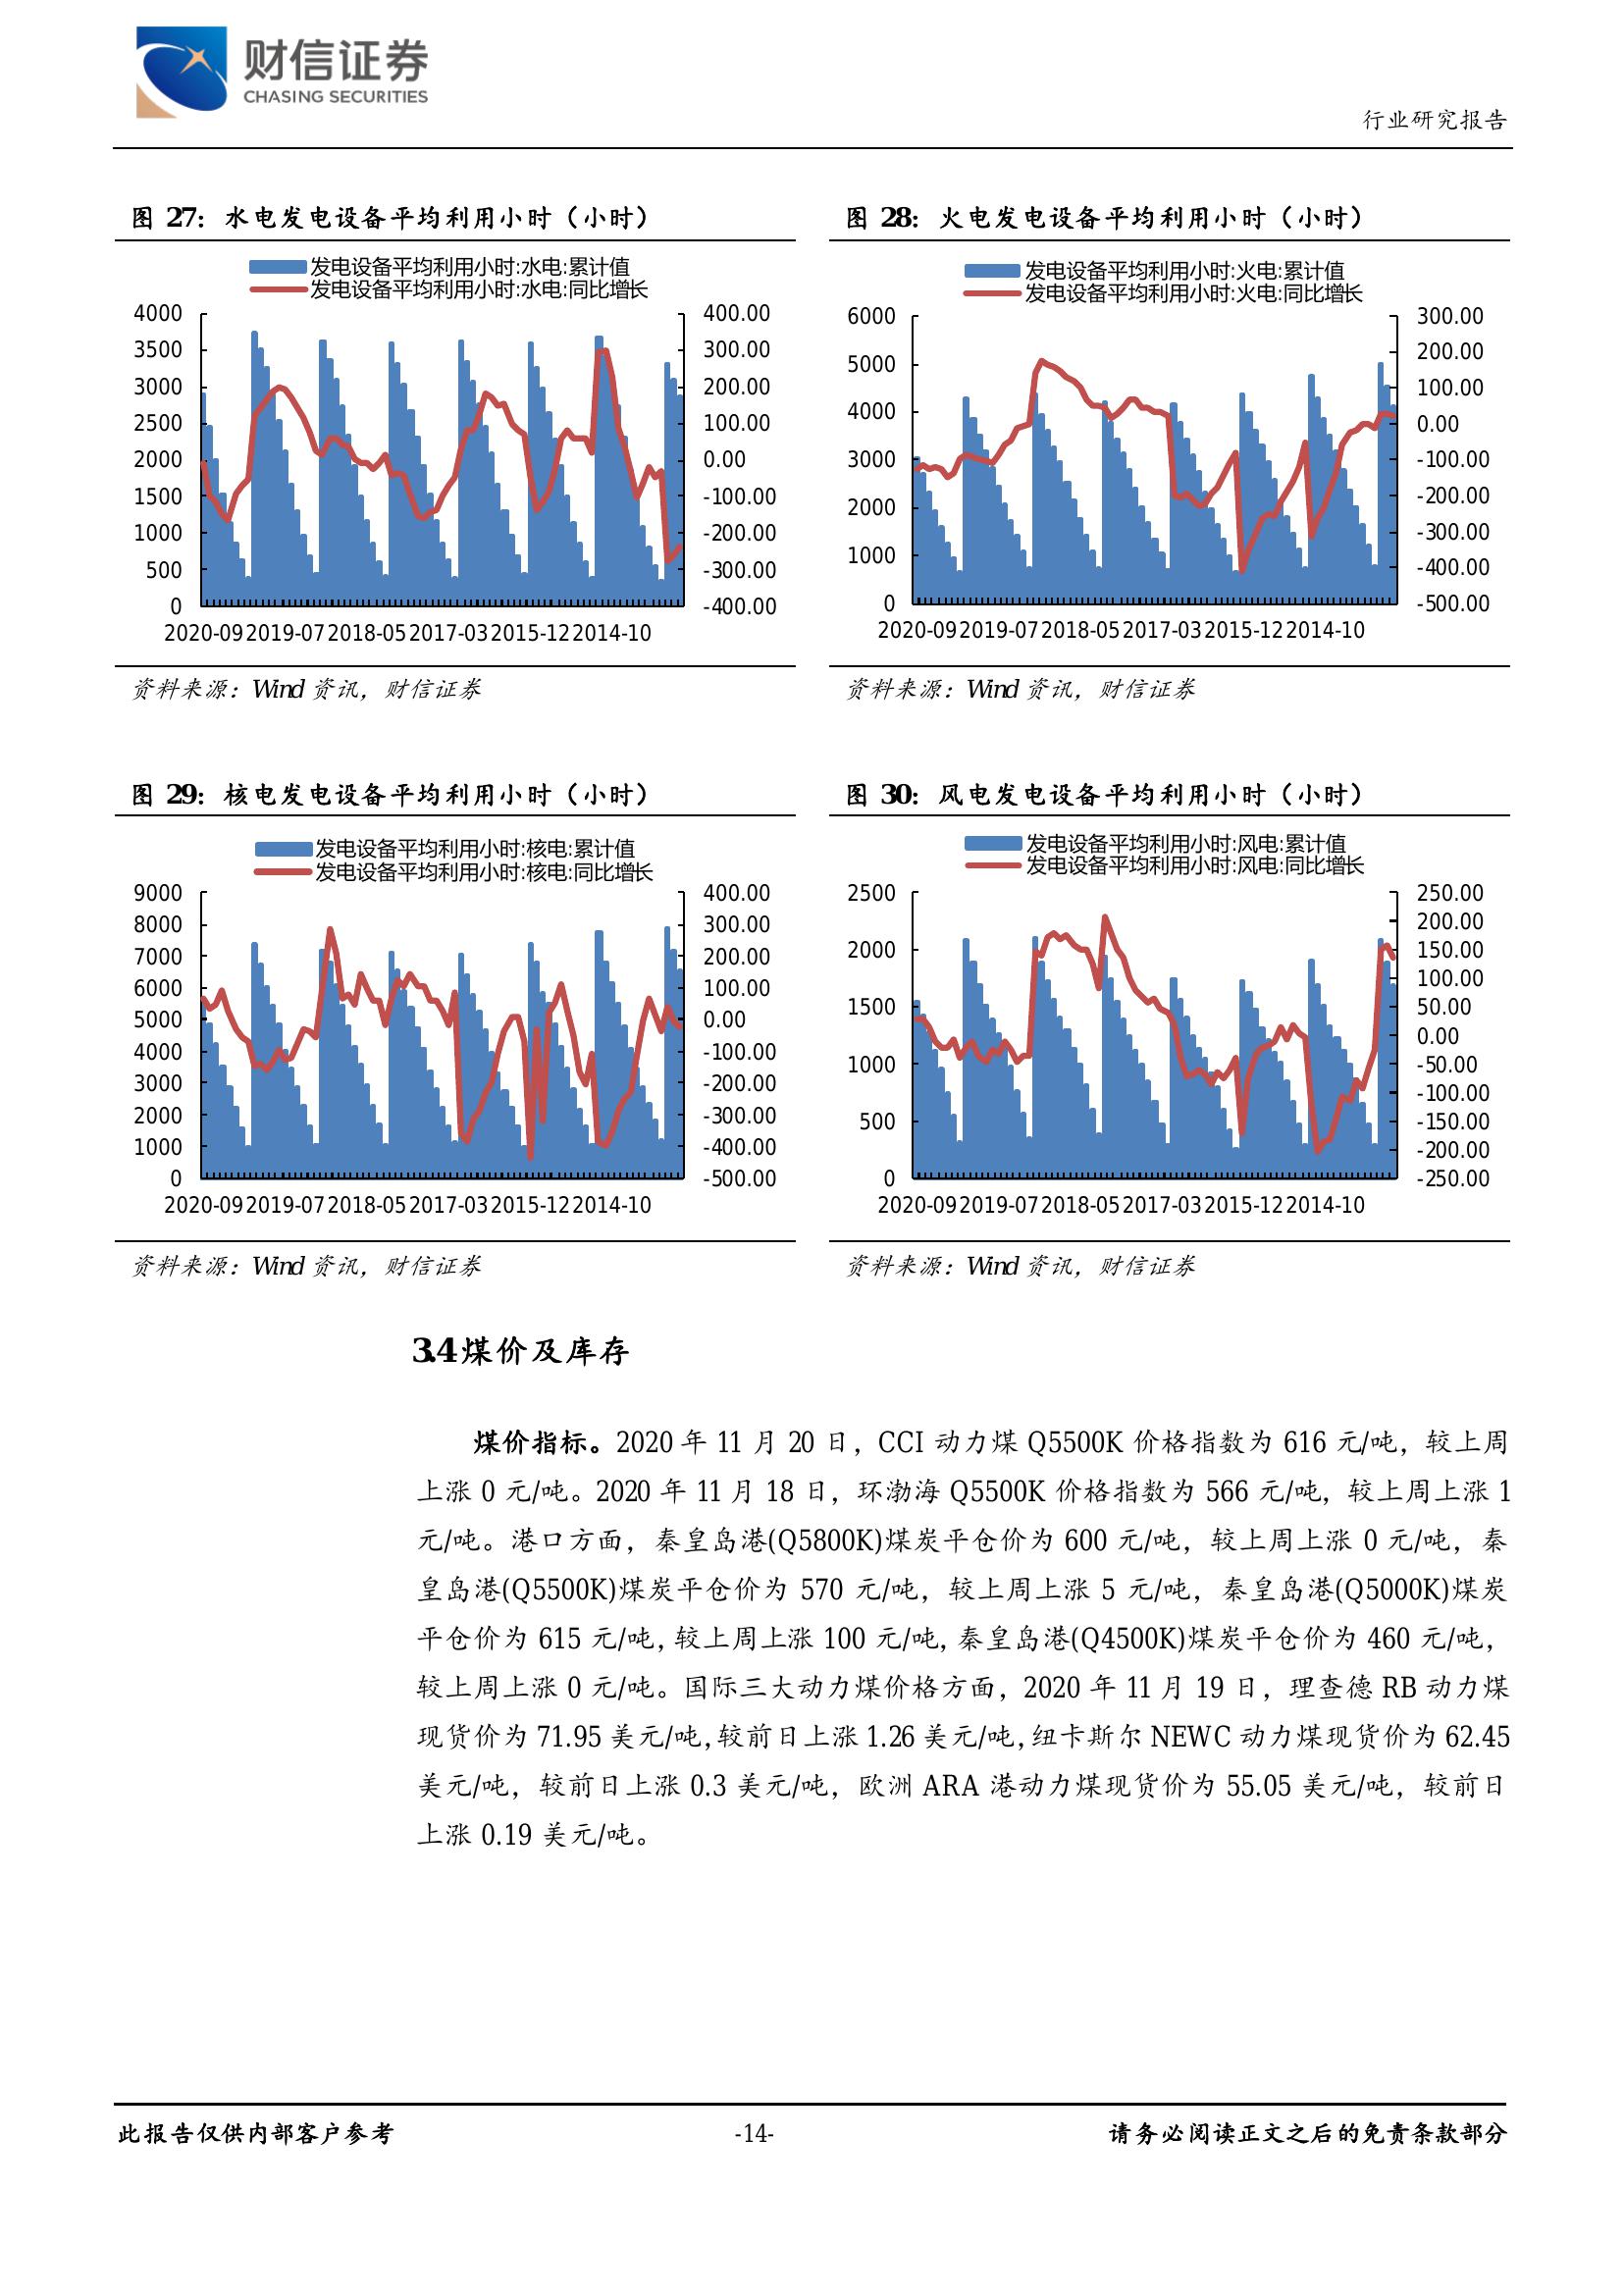 财信证券
CHASING SECURITIES
行业研究报告
图 27：水电发电设备平均利用小时（小时）
发电设备平均利用小时:水电:累计值
发电设备平均利用小时:水电:同比增长
4000
3500
3000
2500
2000
1500
1000
500
0
400.00
300.00
200.00
100.00
0.00
-100.00
-200.00
-300.00
-400.00
2020-09 2019-07 2018-05 2017-03 2015-12 2014-10
资料来源：Wind 资讯，财信证券
图 28：火电发电设备平均利用小时（小时）
发电设备平均利用小时:火电:累计值
发电设备平均利用小时:火电:同比增长
6000
5000
4000
3000
2000
1000
0
300.00
200.00
100.00
0.00
-100.00
-200.00
-300.00
-400.00
-500.00
2020-09 2019-07 2018-05 2017-03 2015-12 2014-10
资料来源：Wind 资讯，财信证券
图 29：核电发电设备平均利用小时（小时）
发电设备平均利用小时:核电:累计值
发电设备平均利用小时:核电:同比增长
9000
8000
7000
6000
5000
4000
3000
2000
1000
0
400.00
300.00
200.00
100.00
0.00
-100.00
-200.00
-300.00
-400.00
-500.00
2020-09 2019-07 2018-05 2017-03 2015-12 2014-10
资料来源：Wind 资讯，财信证券
图 30：风电发电设备平均利用小时（小时）
发电设备平均利用小时:风电:累计值
发电设备平均利用小时:风电:同比增长
2500
2000
1500
1000
500
0
250.00
200.00
150.00
100.00
50.00
0.00
-50.00
-100.00
-150.00
-200.00
-250.00
2020-09 2019-07 2018-05 2017-03 2015-12 2014-10
资料来源：Wind 资讯，财信证券
3.4 煤价及库存
煤价指标。2020 年 11 月 20 日，CCI 动力煤 Q5500K 价格指数为 616 元/吨，较上周
上涨 0 元/吨。2020 年 11 月 18 日，环渤海 Q5500K 价格指数为 566 元/吨，较上周上涨 1
元/吨。港口方面，秦皇岛港(Q5800K)煤炭平仓价为 600 元/吨，较上周上涨 0 元/吨，秦
皇岛港(Q5500K)煤炭平仓价为 570 元/吨，较上周上涨 5 元/吨，秦皇岛港(Q5000K)煤炭
平仓价为 615 元/吨，较上周上涨 100 元/吨，秦皇岛港(Q4500K)煤炭平仓价为 460 元/吨，
较上周上涨 0 元/吨。国际三大动力煤价格方面，2020 年 11 月 19 日，理查德 RB 动力煤
现货价为 71.95 美元/吨，较前日上涨 1.26 美元/吨，纽卡斯尔 NEWC 动力煤现货价为 62.45
美元/吨，较前日上涨 0.3 美元/吨，欧洲 ARA 港动力煤现货价为 55.05 美元/吨，较前日
上涨 0.19 美元/吨。
此报告仅供内部客户参考
-14-
请务必阅读正文之后的免责条款部分